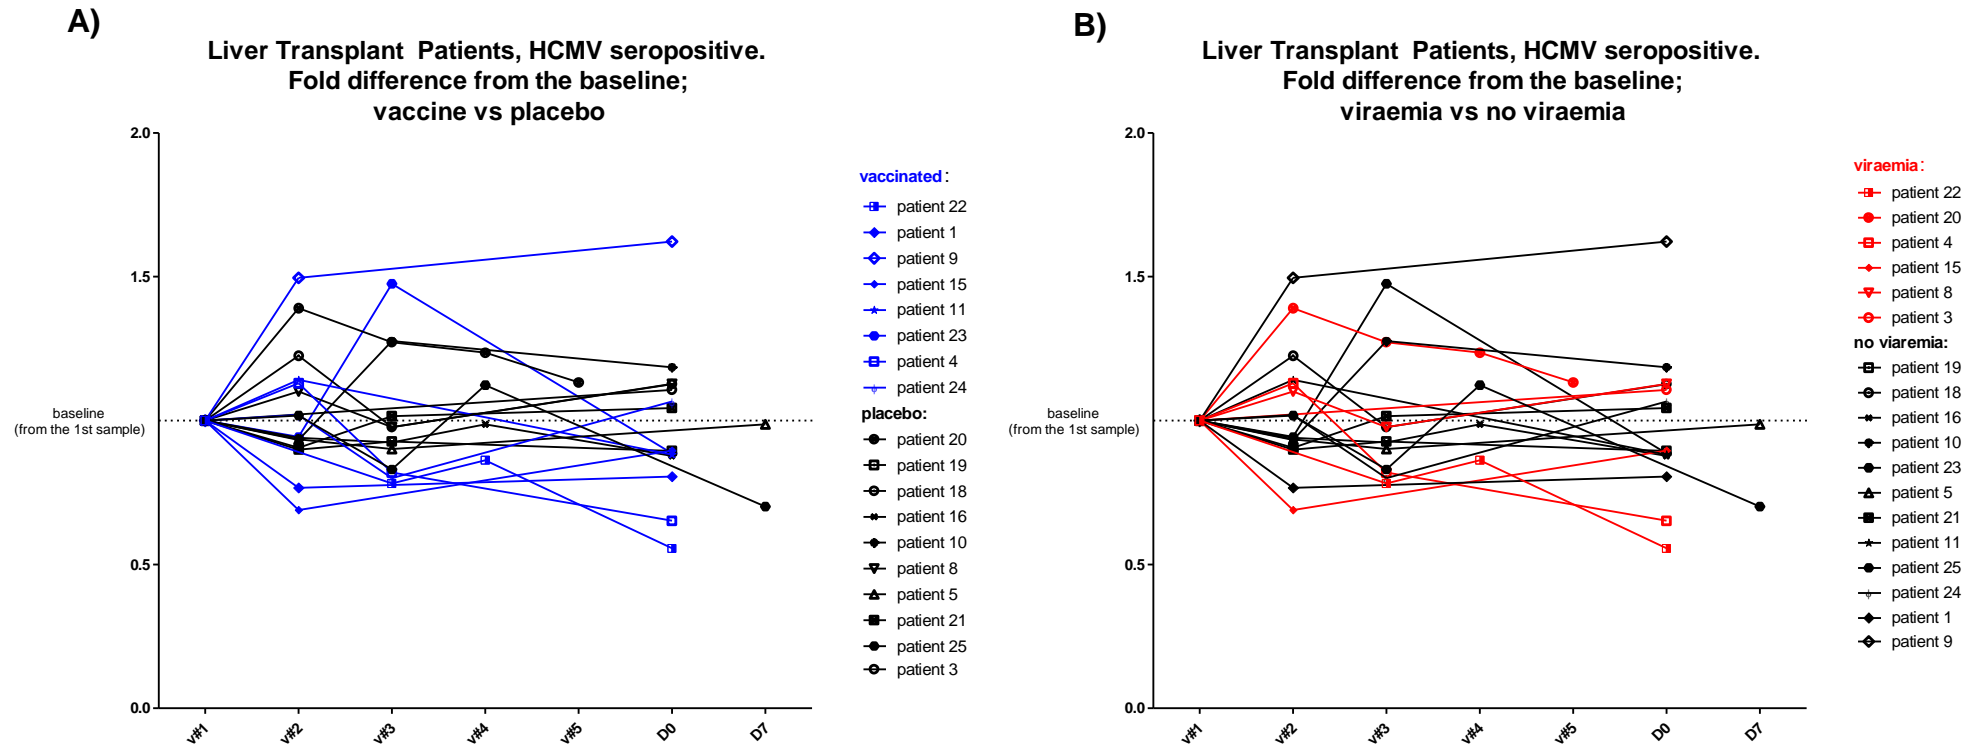 A)
Liver Transplant Patients, HCMV seropositive.
Fold difference from the baseline;
vaccine vs placebo
2.0
1.5
baseline
(from the 1st sample)
0.5
0.0
v#1
v#2
v#3
v#4
v#5
D0
D7
vaccinated:
patient 22
patient 1
patient 9
patient 15
patient 11
patient 23
patient 4
patient 24
placebo:
patient 20
patient 19
patient 18
patient 16
patient 10
patient 8
patient 5
patient 21
patient 25
patient 3
B)
Liver Transplant Patients, HCMV seropositive.
Fold difference from the baseline;
viraemia vs no viraemia
2.0
1.5
baseline
(from the 1st sample)
0.5
0.0
v#1
v#2
v#3
v#4
v#5
D0
D7
viraemia:
patient 22
patient 20
patient 4
patient 15
patient 8
patient 3
no viaremia:
patient 19
patient 18
patient 16
patient 10
patient 23
patient 5
patient 21
patient 11
patient 25
patient 24
patient 1
patient 9